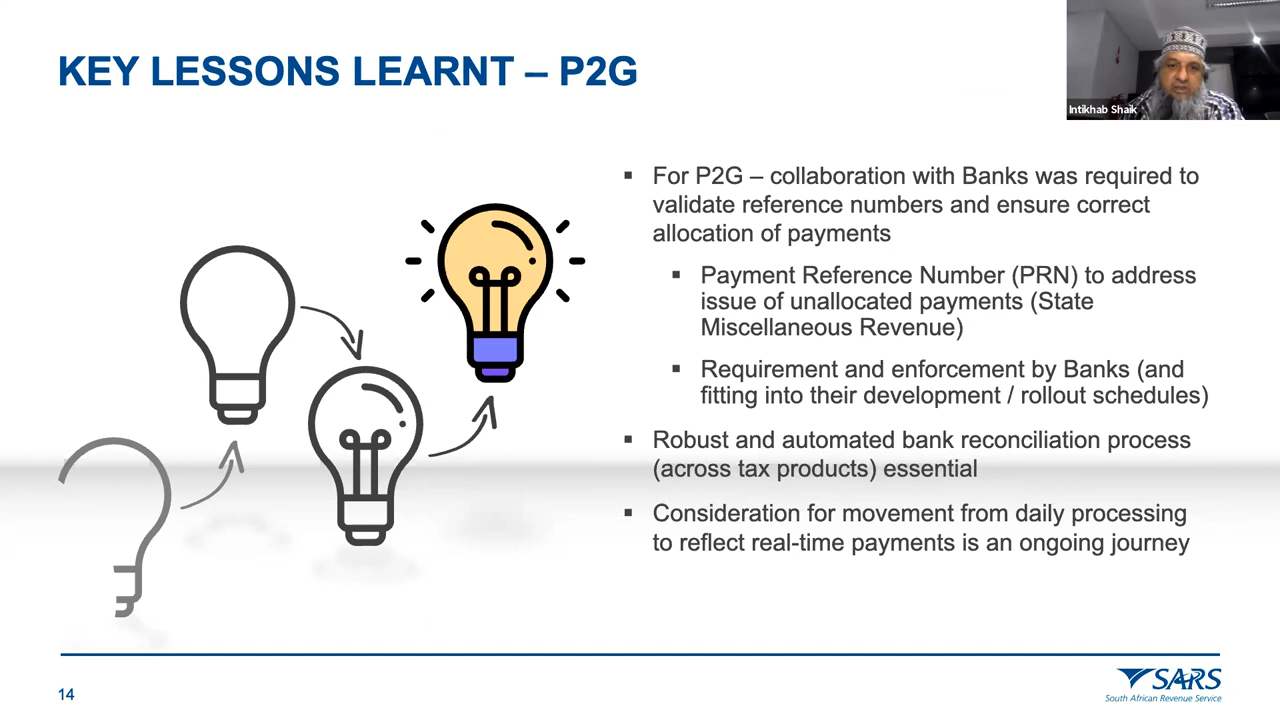 KEY LESSONS LEARNT – P2G
Intikhab Shaik
▪ For P2G – collaboration with Banks was required to
validate reference numbers and ensure correct
allocation of payments
▪ Payment Reference Number (PRN) to address
issue of unallocated payments (State
Miscellaneous Revenue)
▪ Requirement and enforcement by Banks (and
fitting into their development / rollout schedules)
▪ Robust and automated bank reconciliation process
(across tax products) essential
▪ Consideration for movement from daily processing
to reflect real-time payments is an ongoing journey
14
SARS
South African Revenue Service